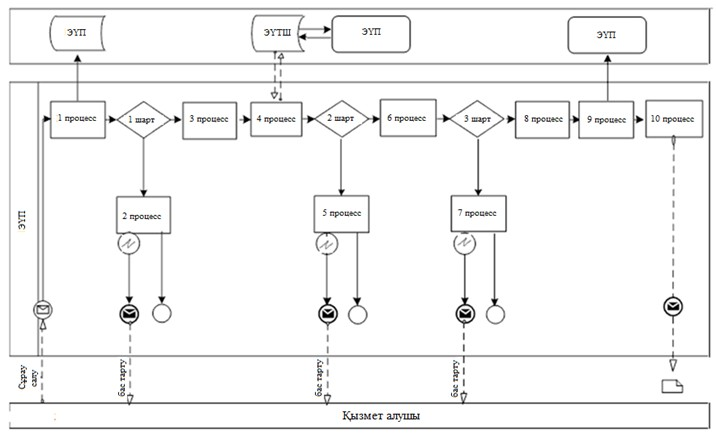 ЭҮП
ЭҮТШ
ЭҮП
ЭҮП
1 процесс
1 шарт
3 процесс
4 процесс
2 шарт
6 процесс
3 шарт
8 процесс
9 процесс
10 процесс
2 процесс
5 процесс
7 процесс
ЭҮП
Сұрау
салу
бас тарту
бас тарту
бас тарту
Қызмет алушы